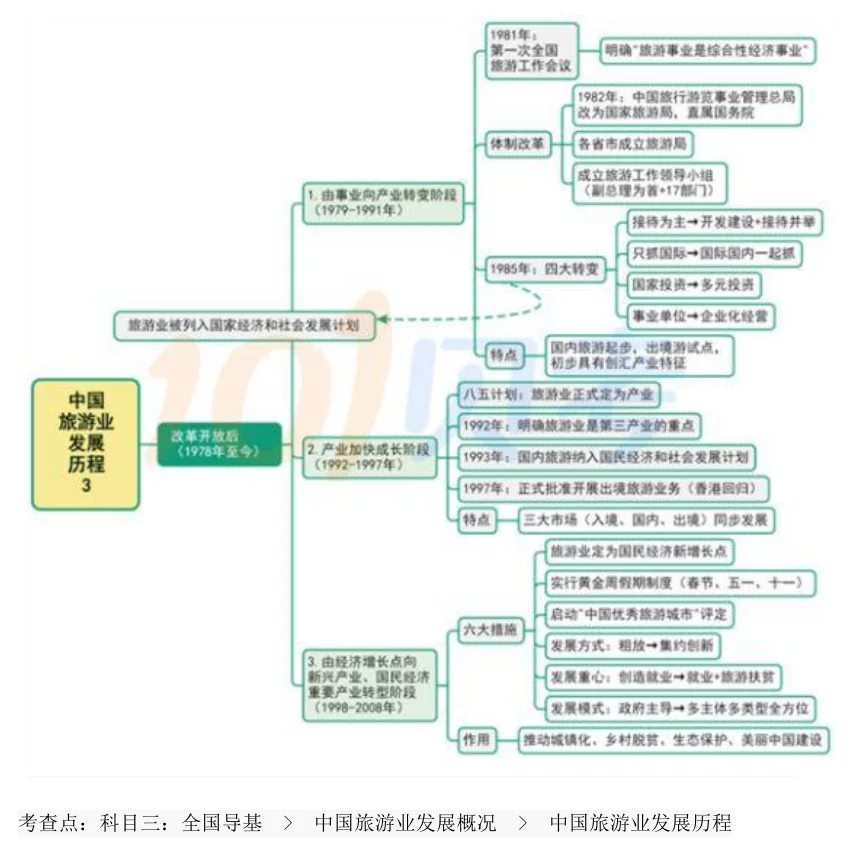 中国
旅游业
发展
历程
3
改革开放后
（1978年至今）
旅游业被列入国家经济和社会发展计划
1. 由事业向产业转变阶段
（1979-1991年）
1981年：
第一次全国
旅游工作会议
明确"旅游事业是综合性经济事业"
体制改革
1982年：中国旅行游览事业管理总局
改为国家旅游局，直属国务院
各省市成立旅游局
成立旅游工作领导小组
（副总理为首+17部门）
1985年：四大转变
接待为主→开发建设+接待并举
只抓国际→国际国内一起抓
国家投资→多元投资
事业单位→企业化经营
特点
国内旅游起步，出境游试点，
初步具有创汇产业特征
2. 产业加快成长阶段
（1992-1997年）
八五计划：旅游业正式定为产业
1992年：明确旅游业是第三产业的重点
1993年：国内旅游纳入国民经济和社会发展计划
1997年：正式批准开展出境旅游业务（香港回归）
特点
三大市场（入境、国内、出境）同步发展
3. 由经济增长点向
新兴产业、国民经济
重要产业转型阶段
（1998-2008年）
六大措施
旅游业定为国民经济新增长点
实行黄金周假期制度（春节、五一、十一）
启动"中国优秀旅游城市"评定
发展方式：粗放→集约创新
发展重心：创造就业→就业+旅游扶贫
发展模式：政府主导→多主体多类型全方位
作用
推动城镇化、乡村脱贫、生态保护、美丽中国建设
考查点：科目三：全国导基 > 中国旅游业发展概况 > 中国旅游业发展历程